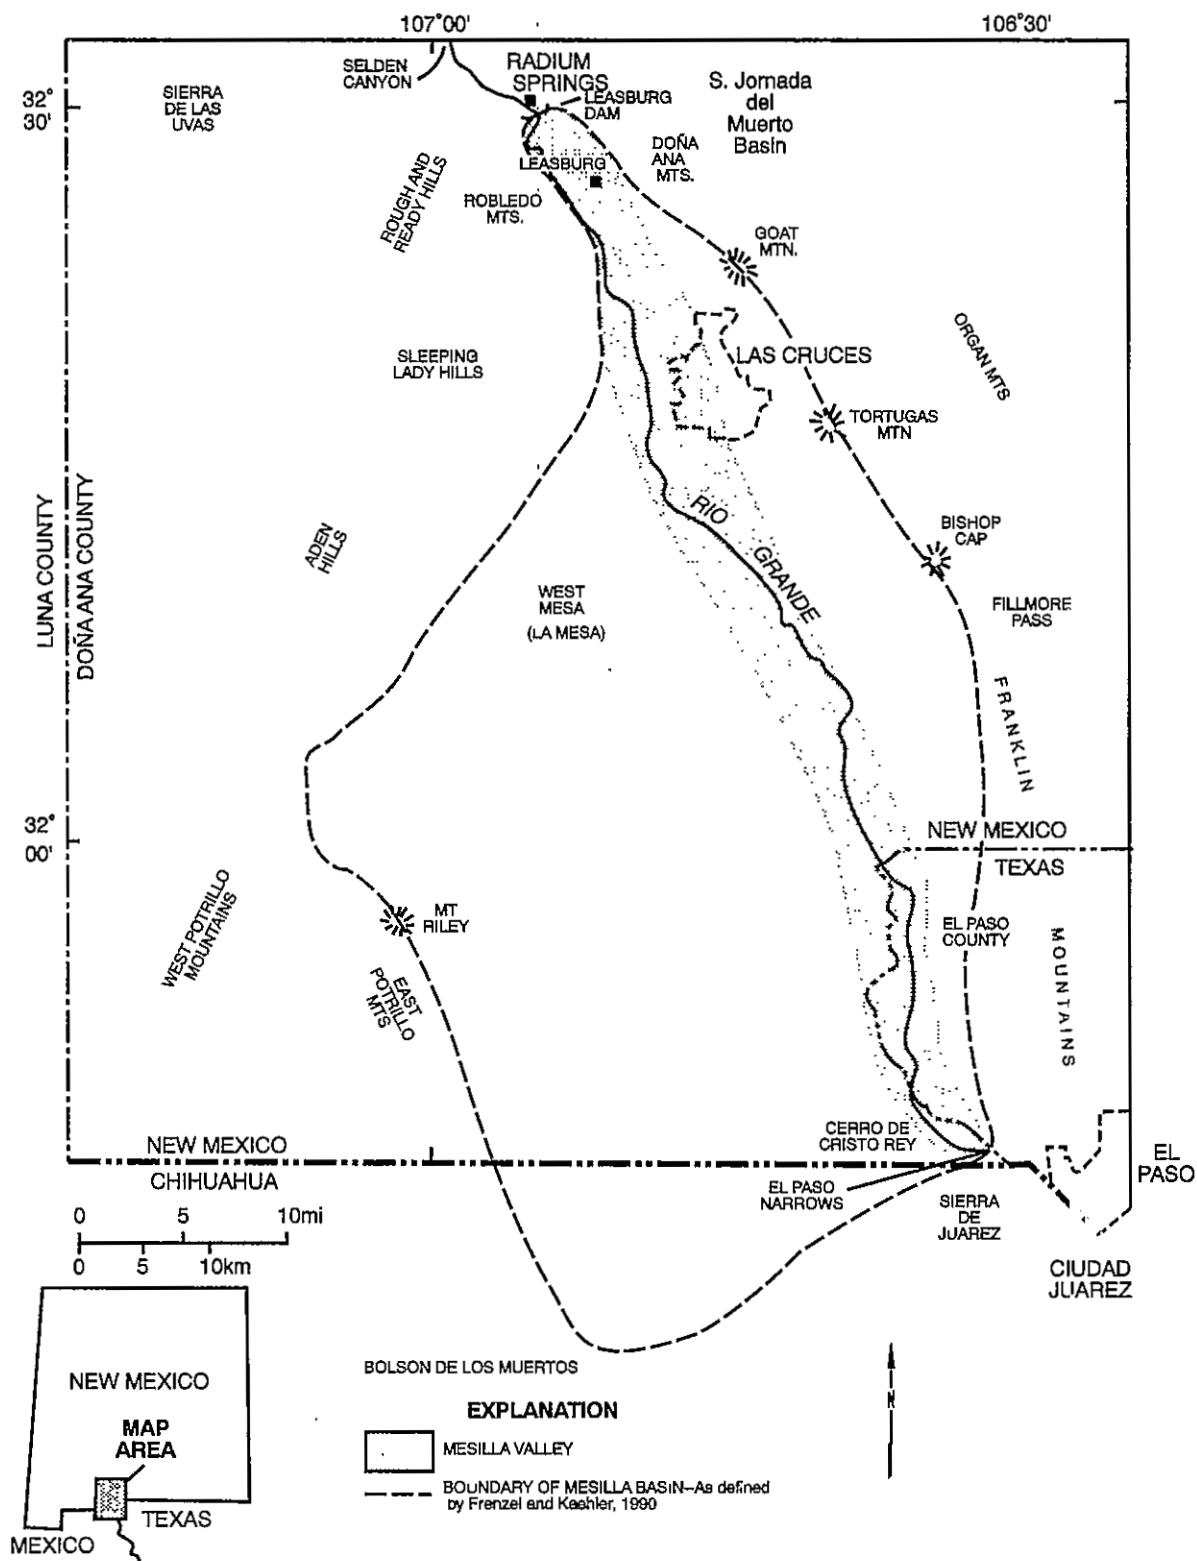 107°00'
106°30'
SELDEN
CANYON
RADIUM
SPRINGS
LEASBURG
DAM
S. Jornada
del
Muerto
Basin
SIERRA
DE LAS
UVAS
32°
30'
DOÑA
ANA
MTS.
LEASBURG
ROUGH AND
READY HILLS
ROBLEDO
MTS.
GOAT
MTN.
ORGAN MTS
SLEEPING
LADY HILLS
LAS CRUCES
TORTUGAS
MTN
LUNA COUNTY
DOÑA ANA COUNTY
RIO GRANDE
BISHOP
CAP
ADEN
HILLS
WEST
MESA
(LA MESA)
FILLMORE
PASS
FRANKLIN
32°
00'
NEW MEXICO
TEXAS
WEST POTRILLO
MOUNTAINS
MT
RILEY
EL PASO
COUNTY
MOUNTAINS
EAST
POTRILLO
MTS
CERRO DE
CRISTO REY
NEW MEXICO
CHIHUAHUA
EL
PASO
EL PASO
NARROWS
SIERRA
DE
JUAREZ
CIUDAD
JUAREZ
0 5 10mi
0 5 10km
NEW MEXICO
MAP
AREA
TEXAS
MEXICO
BOLSON DE LOS MUERTOS
N
EXPLANATION
MESILLA VALLEY
BOUNDARY OF MESILLA BASIN–As defined
by Frenzel and Kaehler, 1990